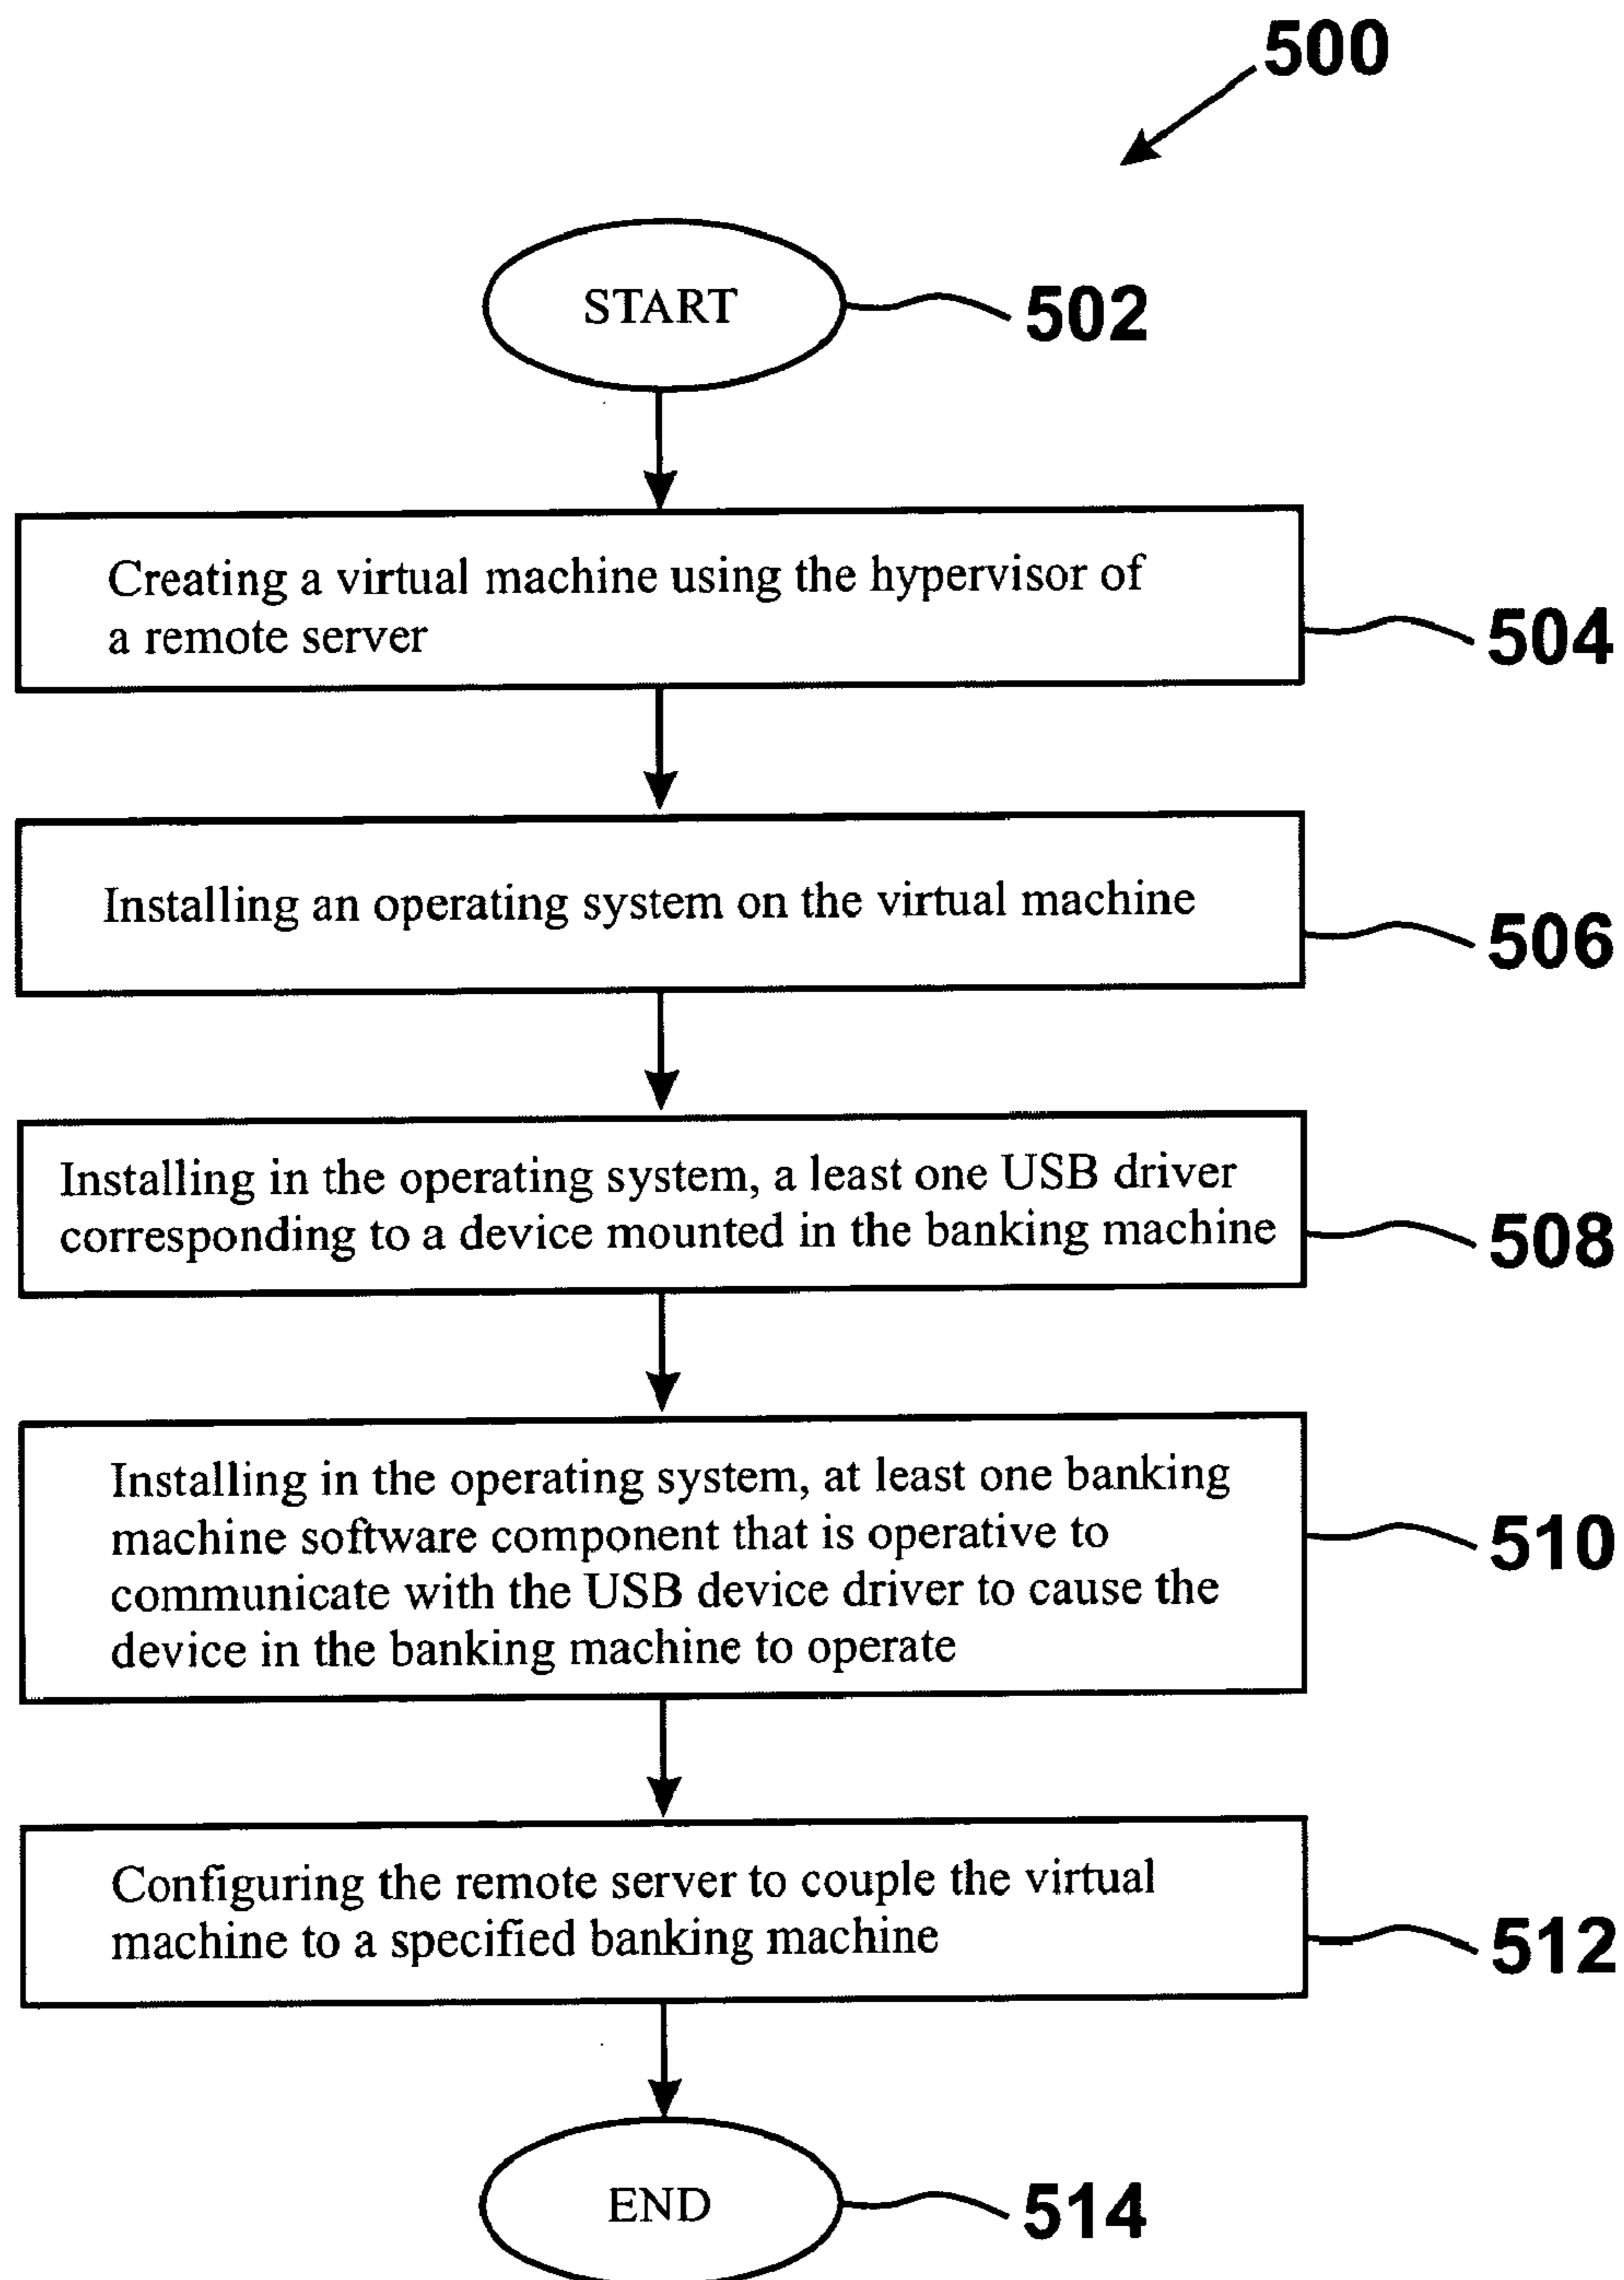 500
START
502
Creating a virtual machine using the hypervisor of
a remote server
504
Installing an operating system on the virtual machine
506
Installing in the operating system, a least one USB driver
corresponding to a device mounted in the banking machine
508
Installing in the operating system, at least one banking
machine software component that is operative to
communicate with the USB device driver to cause the
device in the banking machine to operate
510
Configuring the remote server to couple the virtual
machine to a specified banking machine
512
END
514